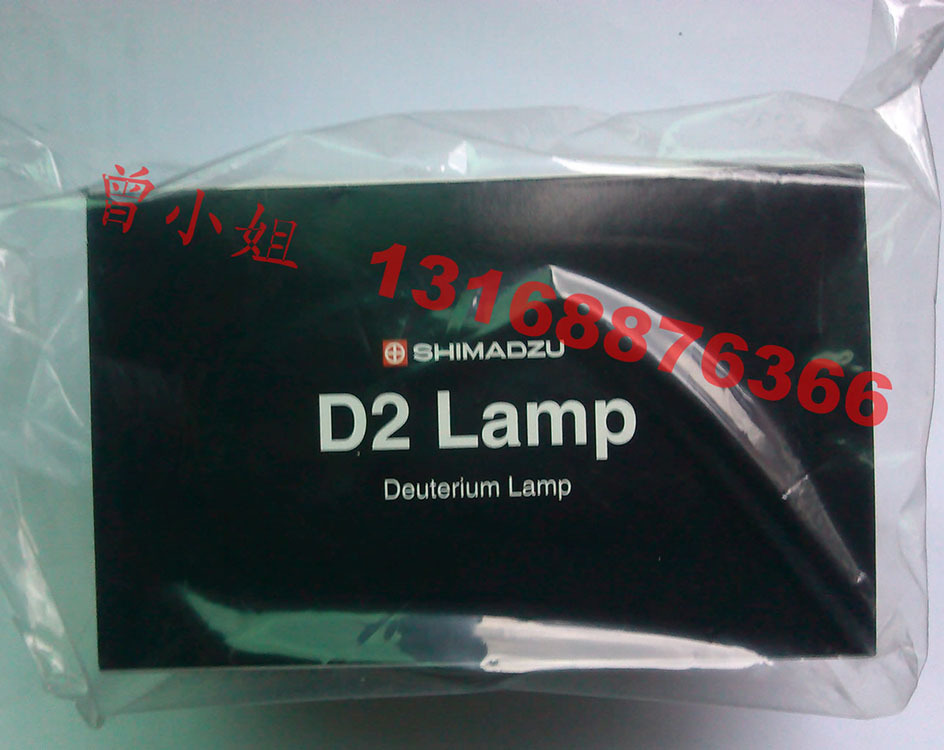 曾小姐
13168876366
SHIMADZU
D2 Lamp
Deuterium Lamp